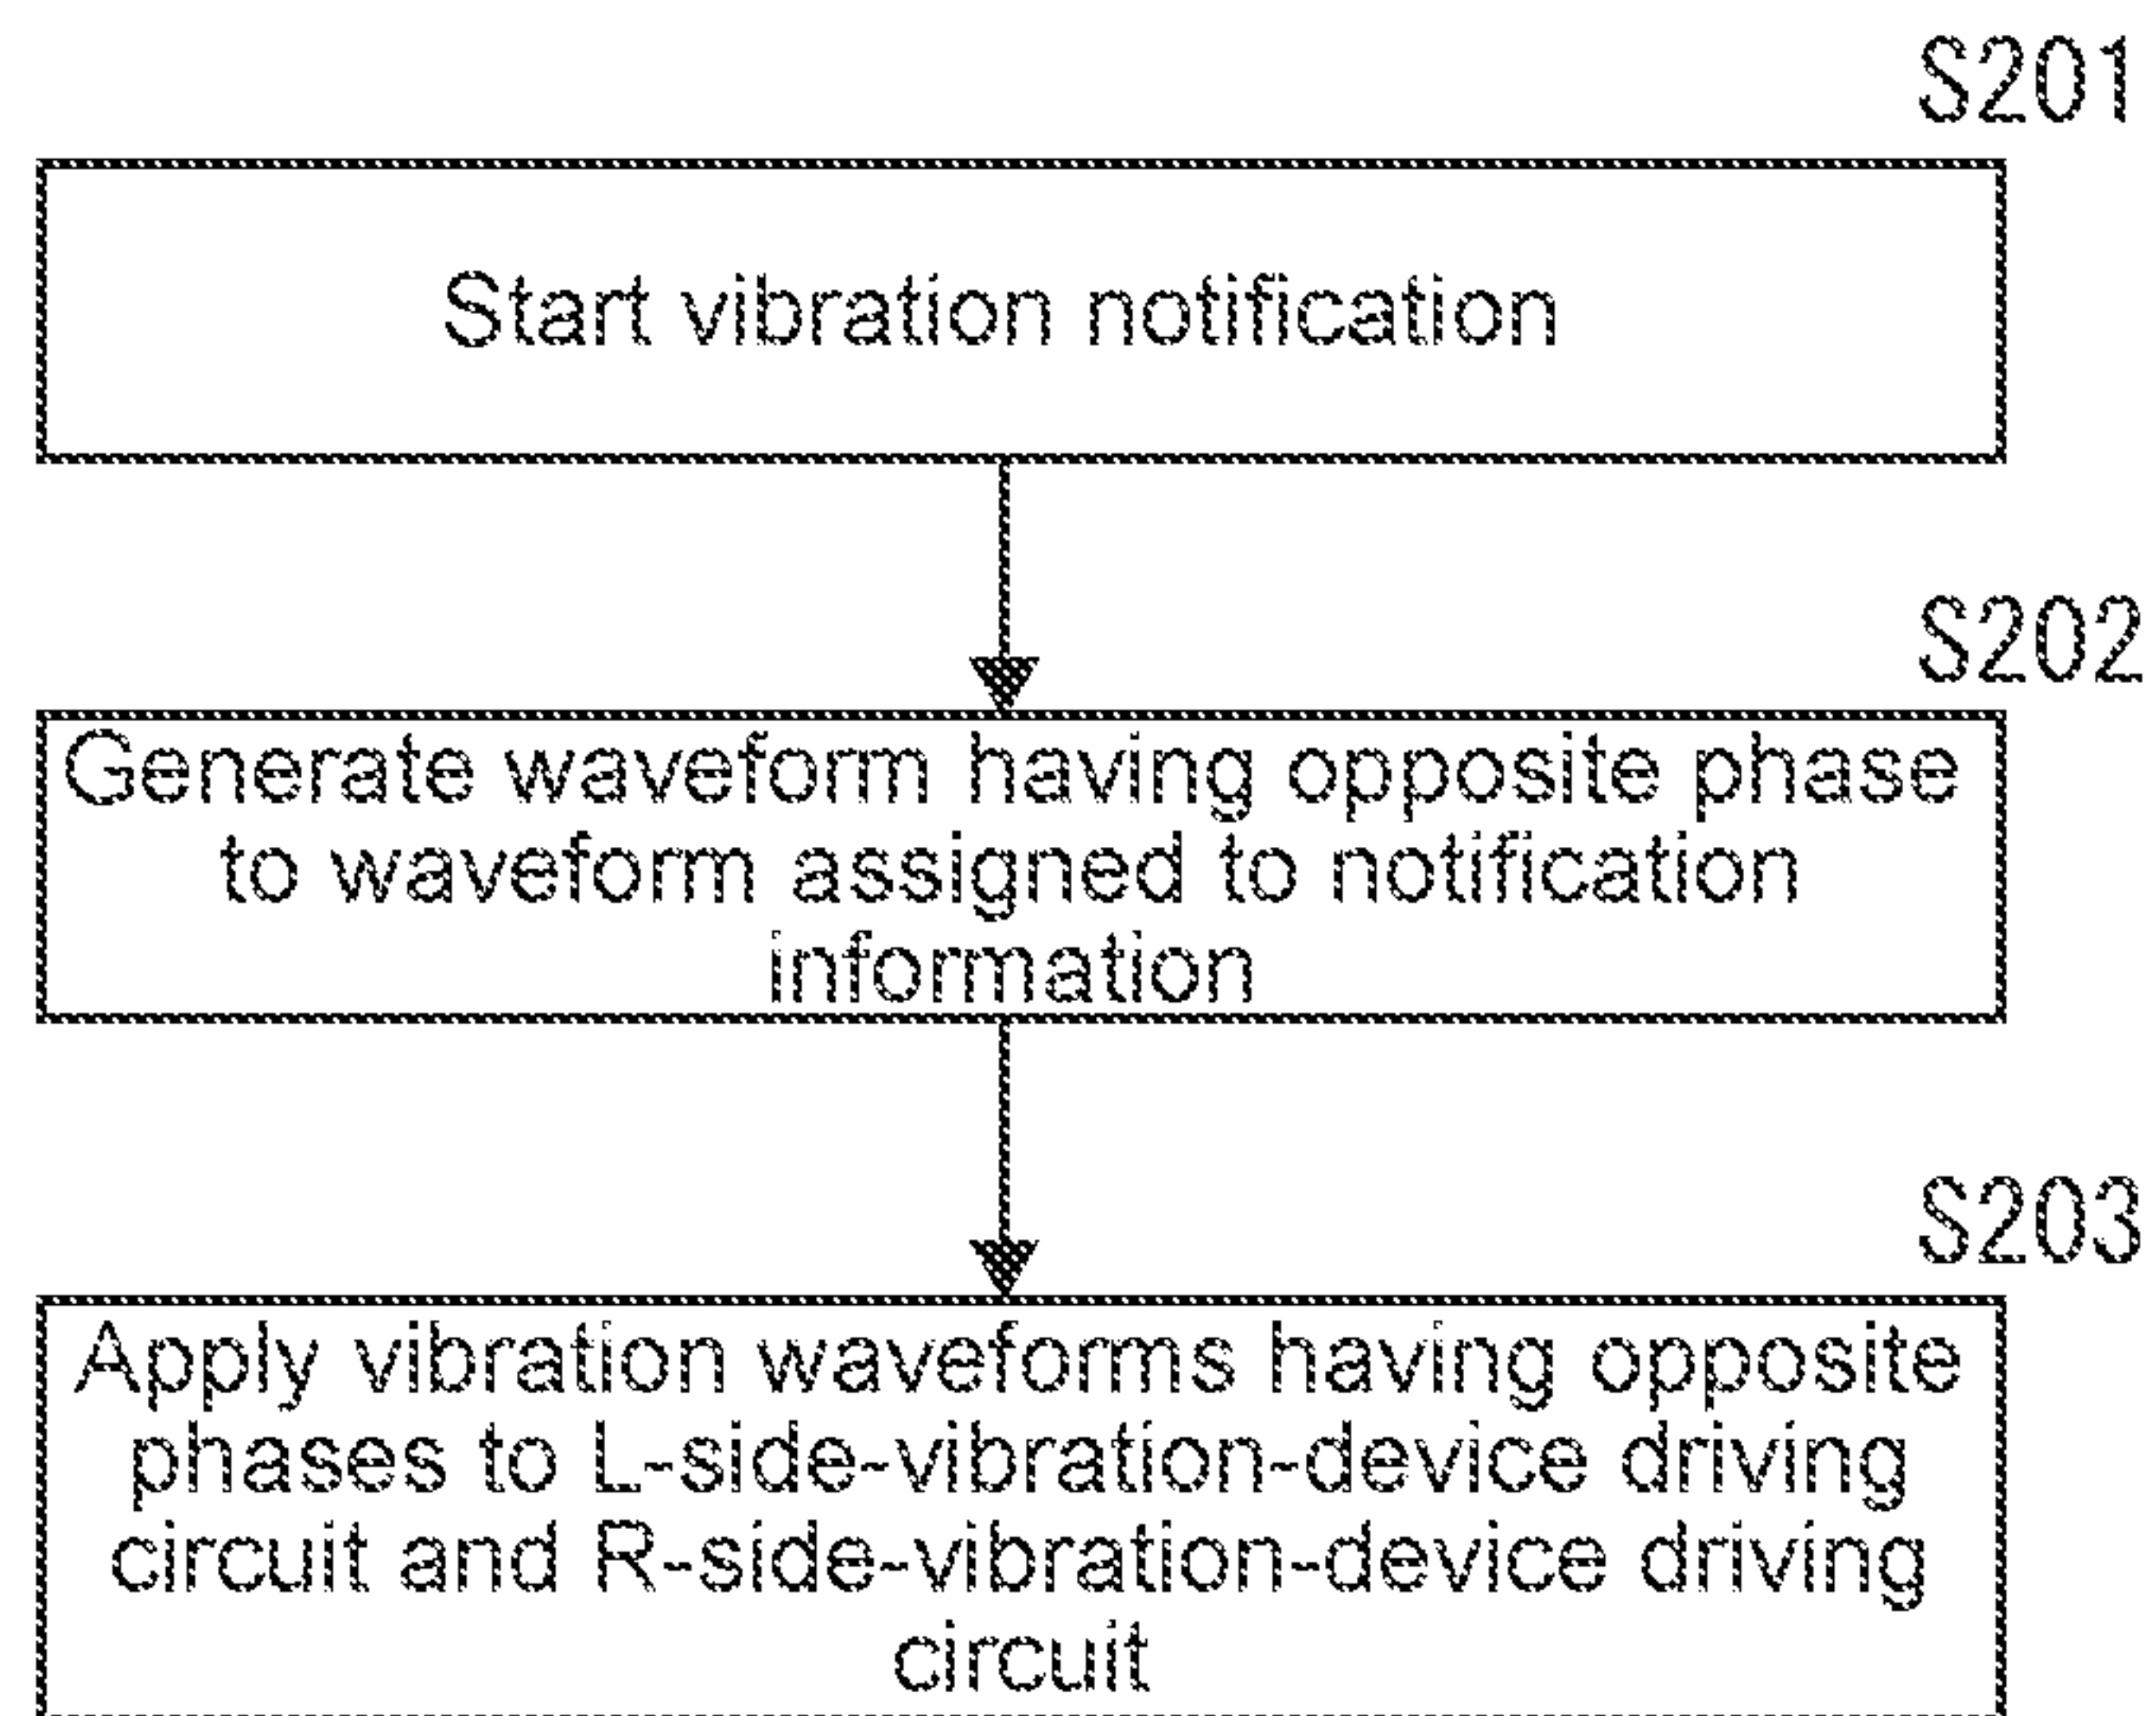 S201
Start vibration notification
S202
Generate waveform having opposite phase
to waveform assigned to notification
information
S203
Apply vibration waveforms having opposite
phases to L-side-vibration-device driving
circuit and R-side-vibration-device driving
circuit